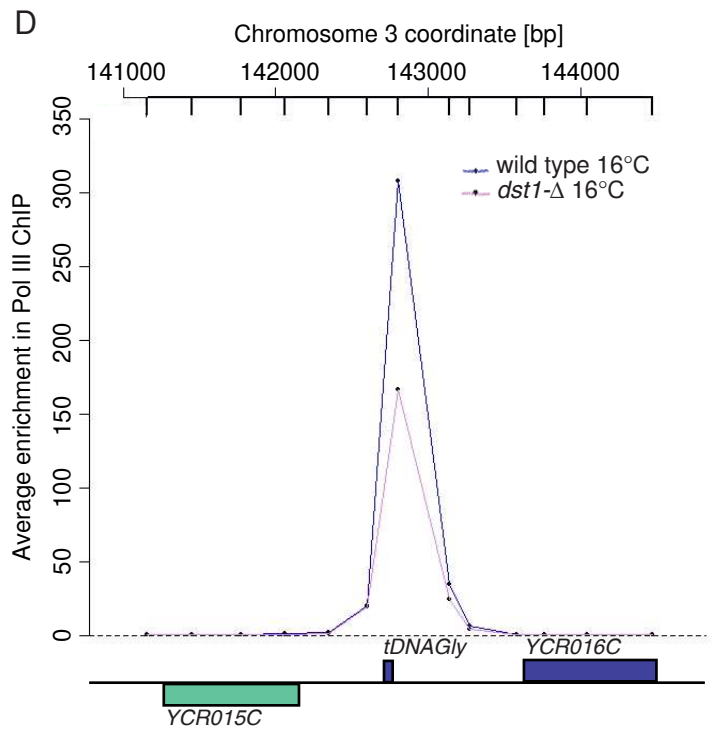 D
Chromosome 3 coordinate [bp]
141000 142000 143000 144000
350
300
250
200
150
100
50
0
Average enrichment in Pol III ChIP
wild type 16°C
dst1-Δ 16°C
tDNAGly YCR016C
YCR015C